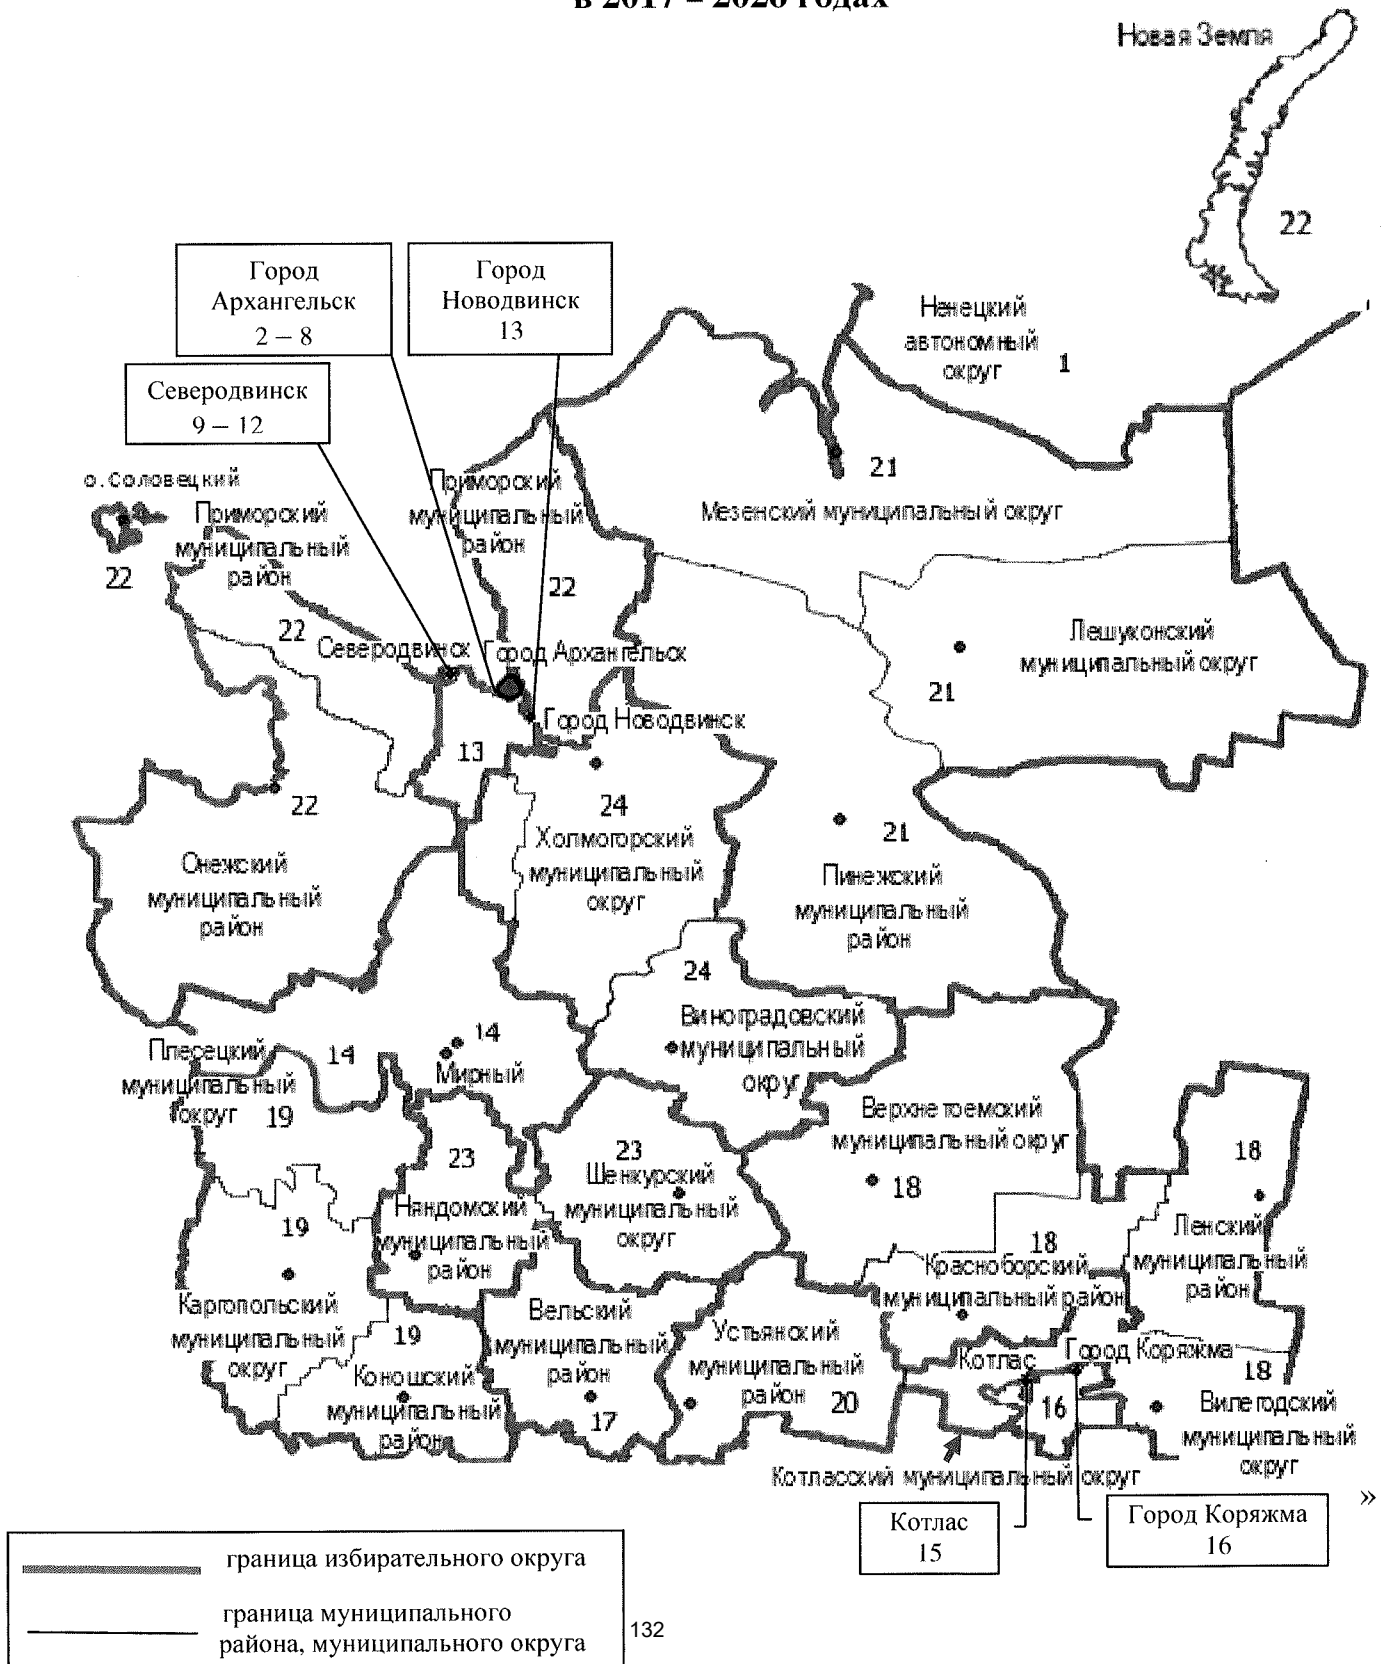 в 2017 – 2026 годах
Новая Земля
22
Город
Архангельск
2 – 8
Город
Новодвинск
13
Северодвинск
9 – 12
Ненецкий
автономный
округ
1
о. Соловецкий
22
Приморский
муниципальный
район
22
Приморский
муниципальный
район
22
21
Мезенский муниципальный округ
Лешуконский
муниципальный округ
21
Северодвинск
Город Архангельск
Город Новодвинск
13
22
Онежский
муниципальный
район
24
Холмогорский
муниципальный
округ
21
Пинежский
муниципальный
район
24
Виноградовский
муниципальный
округ
Плесецкий
муниципальный
округ
14
14
Мирный
19
23
Няндомский
муниципальный
район
23
Шенкурский
муниципальный
округ
Верхнетоемский
муниципальный округ
18
18
Ленский
муниципальный
район
18
Красноборский
муниципальный район
19
Каргопольский
муниципальный
округ
19
Коношский
муниципальный
район
Вельский
муниципальный
район
17
Устьянский
муниципальный
район
20
Котлас
Город Коряжма
16
18
Вилегодский
муниципальный
округ
Котласский муниципальный округ
Котлас
15
Город Коряжма
16
»
граница избирательного округа
граница муниципального
района, муниципального округа
132